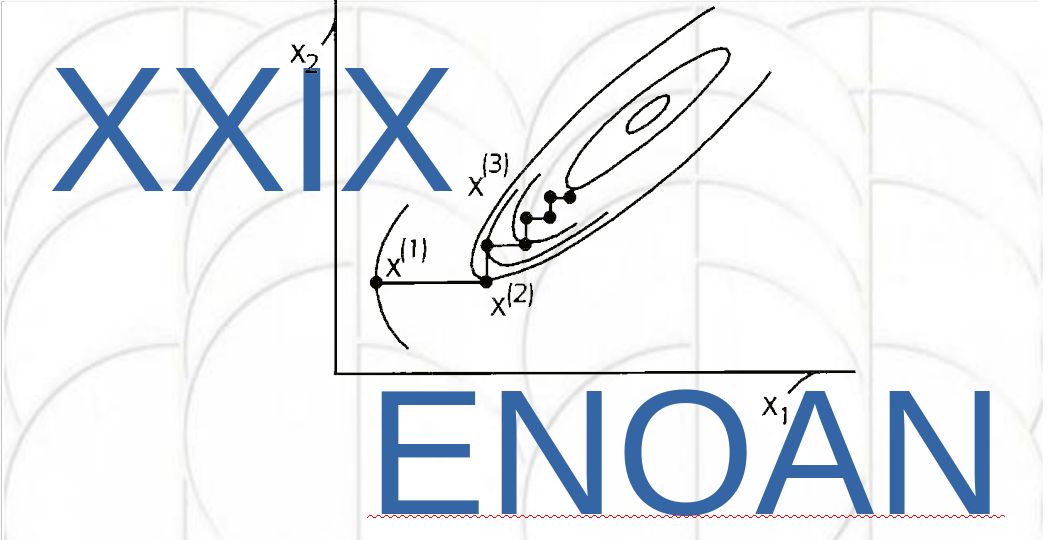 x₂
XXIX
x⁽³⁾
x⁽¹⁾
x⁽²⁾
x₁
ENOAN